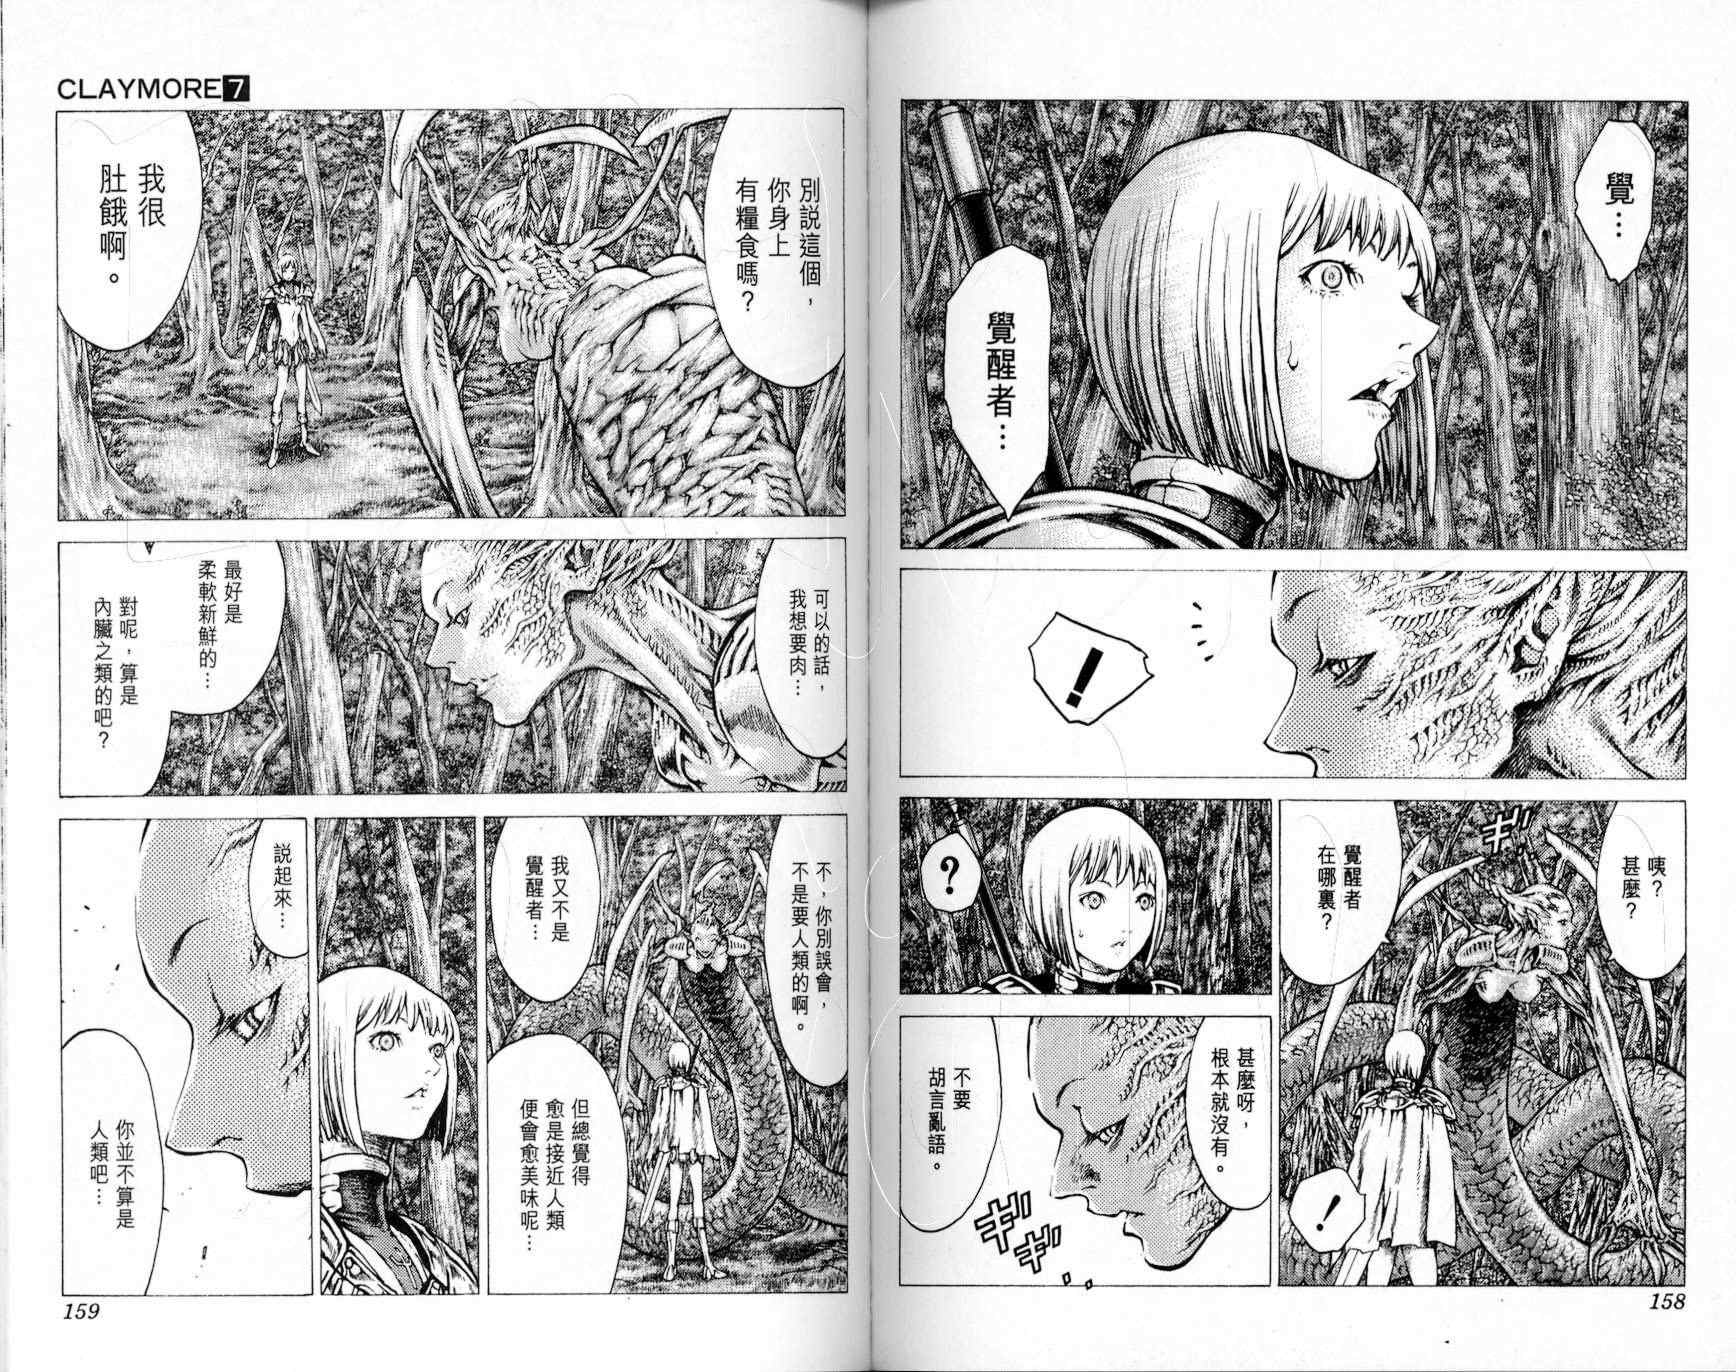 覺…
覺醒者…
!
咦?
甚麼?
ギ
覺醒者
在哪裏?
!
?
甚麼呀，
根本就沒有。
不要
胡言亂語。
ギギ
158
CLAYMORE 7
別說這個，
你身上
有糧食嗎?
我很
肚餓啊。
可以的話，
我想要肉…
最好是
柔軟新鮮的…
對呢，算是
內臟之類的吧?
不，你別誤會，
不是要人類的啊。
我又不是
覺醒者…
但總覺得
愈是接近人類
便會愈美味呢…
說起來…
你並不算是
人類吧…
159